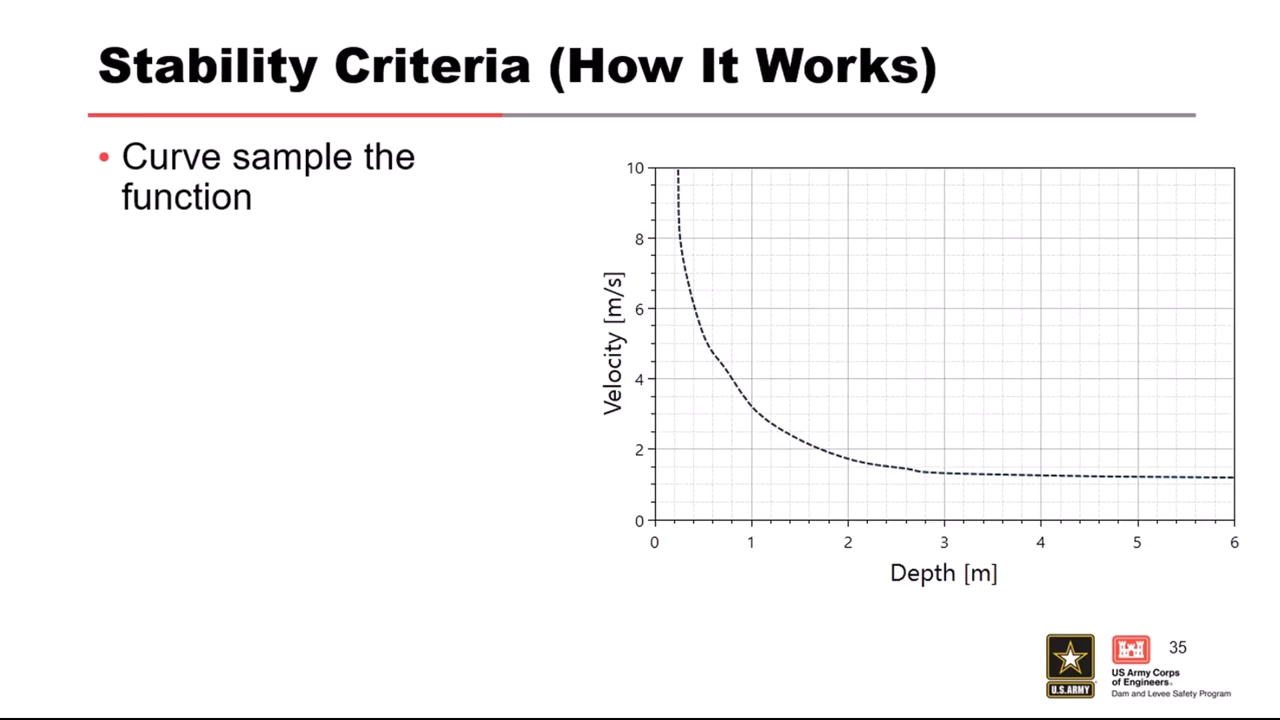 Stability Criteria (How It Works)
• Curve sample the
function
10
8
6
4
2
0
Velocity [m/s]
0 1 2 3 4 5 6
Depth [m]
U.S.ARMY
US Army Corps
of Engineers.
Dam and Levee Safety Program
35